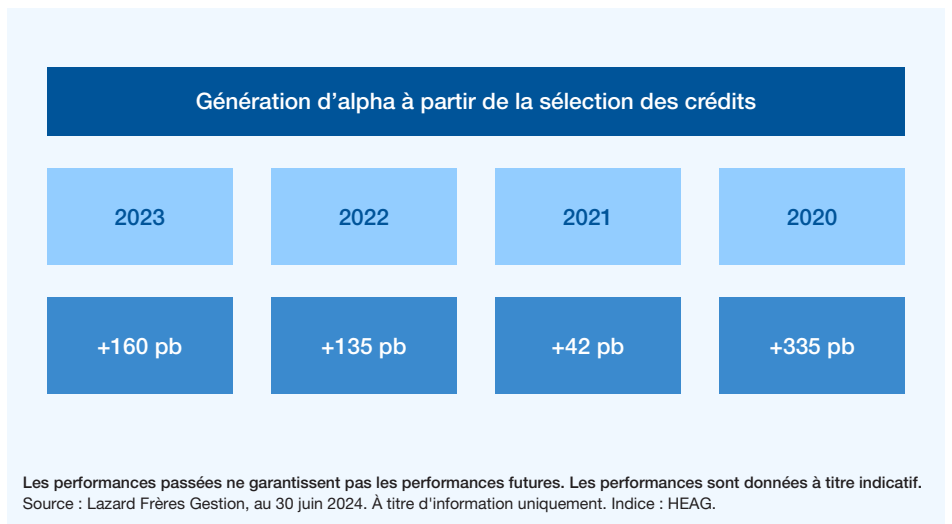 Génération d’alpha à partir de la sélection des crédits
2023
2022
2021
2020
+160 pb
+135 pb
+42 pb
+335 pb
Les performances passées ne garantissent pas les performances futures. Les performances sont données à titre indicatif.
Source : Lazard Frères Gestion, au 30 juin 2024. À titre d'information uniquement. Indice : HEAG.